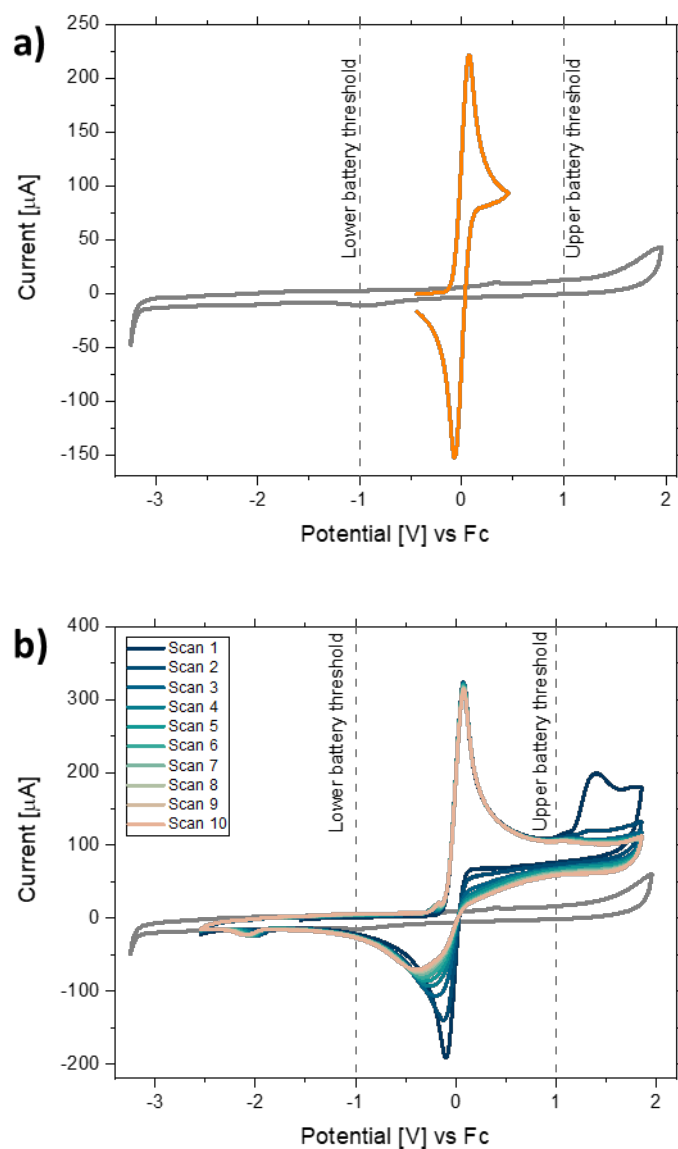 a)
250
200
150
100
50
0
-50
-100
-150
Current [μA]
Lower battery threshold
Upper battery threshold
-3 -2 -1 0 1 2
Potential [V] vs Fc
b)
400
300
200
100
0
-100
-200
Current [μA]
Scan 1
Scan 2
Scan 3
Scan 4
Scan 5
Scan 6
Scan 7
Scan 8
Scan 9
Scan 10
Lower battery threshold
Upper battery threshold
-3 -2 -1 0 1 2
Potential [V] vs Fc